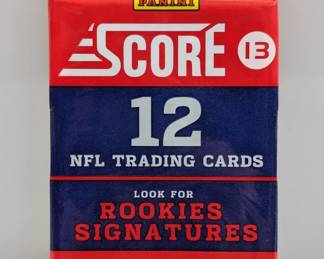 PANINI
SCORE 13
12
NFL TRADING CARDS
LOOK FOR
ROOKIES
SIGNATURES